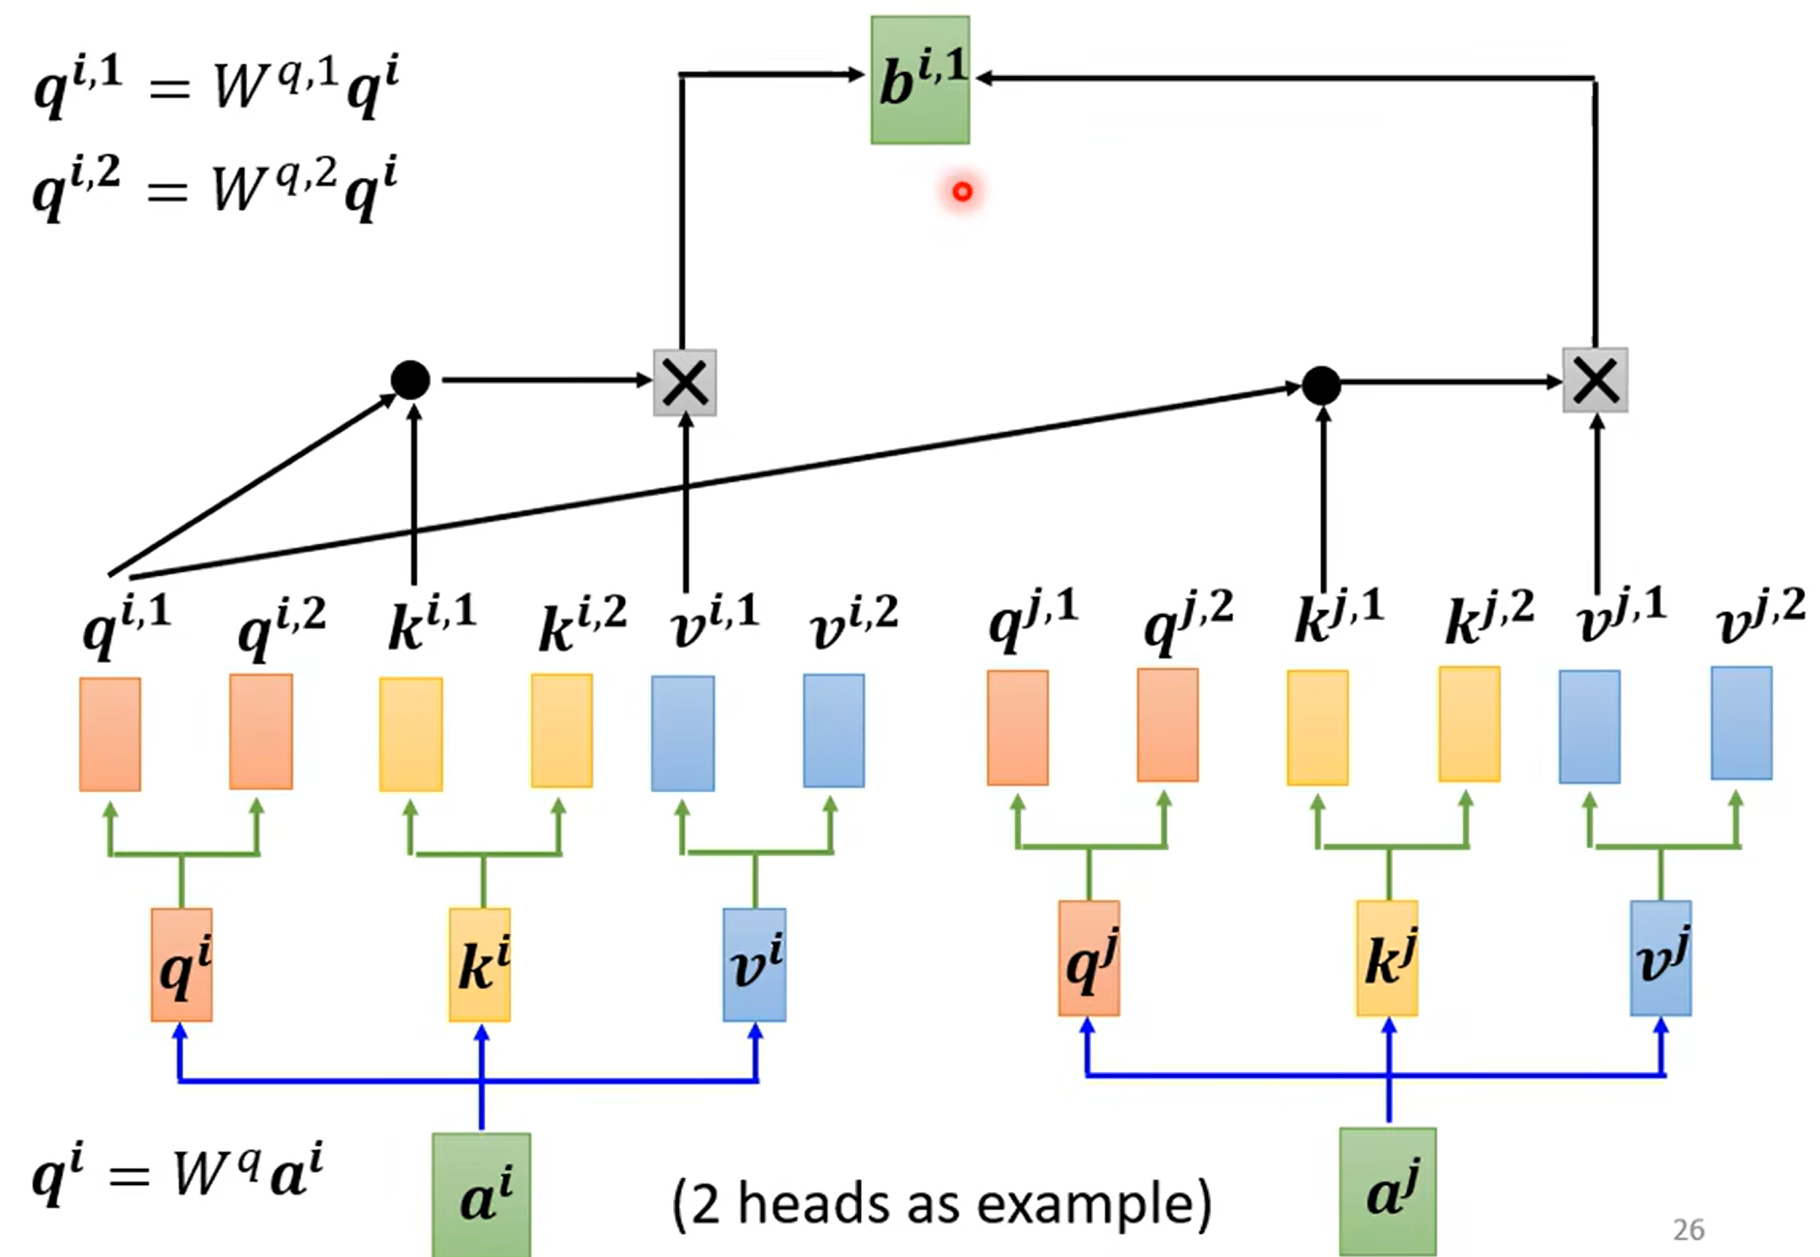 q^{i,1} = W^{q,1}q^i
q^{i,2} = W^{q,2}q^i
b^{i,1}
q^{i,1} q^{i,2} k^{i,1} k^{i,2} v^{i,1} v^{i,2} q^{j,1} q^{j,2} k^{j,1} k^{j,2} v^{j,1} v^{j,2}
q^i k^i v^i q^j k^j v^j
q^i = W^q a^i
a^i
(2 heads as example)
a^j
26